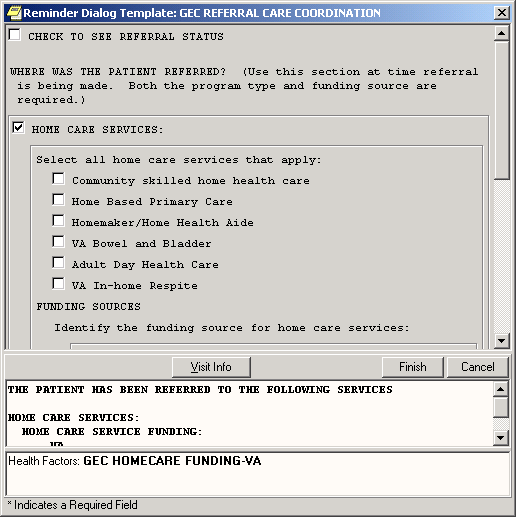 Reminder Dialog Template: GEC REFERRAL CARE COORDINATION
CHECK TO SEE REFERRAL STATUS
WHERE WAS THE PATIENT REFERRED? (Use this section at time referral
is being made. Both the program type and funding source are
required.)
HOME CARE SERVICES:
Select all home care services that apply:
Community skilled home health care
Home Based Primary Care
Homemaker/Home Health Aide
VA Bowel and Bladder
Adult Day Health Care
VA In-home Respite
FUNDING SOURCES
Identify the funding source for home care services:
Visit Info
Finish
Cancel
THE PATIENT HAS BEEN REFERRED TO THE FOLLOWING SERVICES
HOME CARE SERVICES:
HOME CARE SERVICE FUNDING:
VA
Health Factors: GEC HOMECARE FUNDING-VA
* Indicates a Required Field